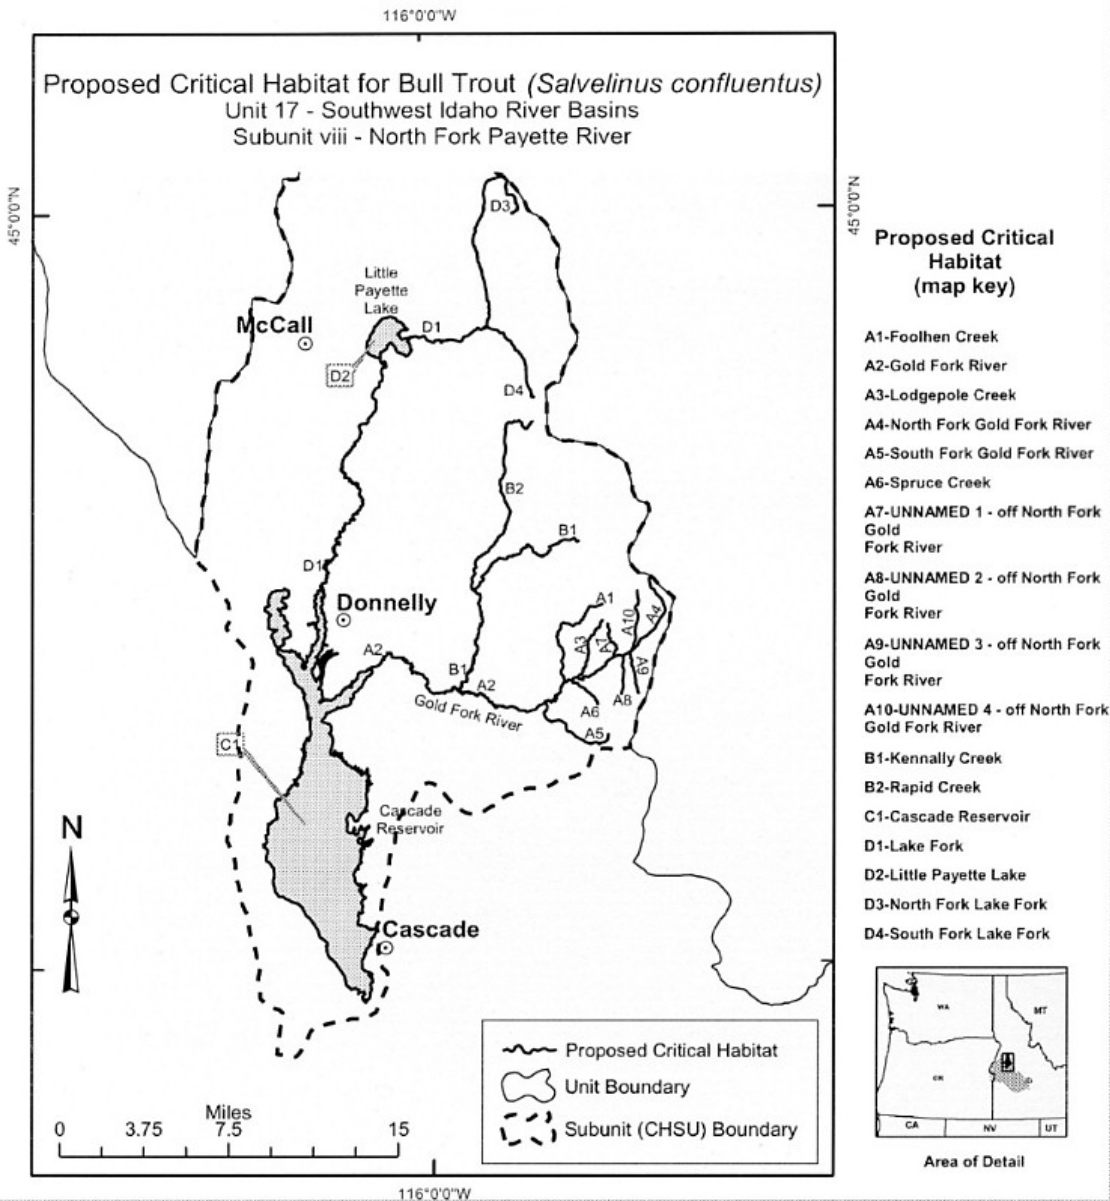 116°0'0"W
Proposed Critical Habitat for Bull Trout (Salvelinus confluentus)
Unit 17 - Southwest Idaho River Basins
Subunit viii - North Fork Payette River
45°0'0"N
45°0'0"N
D3
Little
Payette
Lake
McCall
D1
D2
D4
B2
B1
D1
Donnelly
A1
A10
A4
A3
A7
A2
B1
A2
A9
A8
A6
A5
Gold Fork River
C1
Cascade
Reservoir
N
Cascade
Proposed Critical Habitat
Unit Boundary
Subunit (CHSU) Boundary
Miles
0 3.75 7.5 15
116°0'0"W
Proposed Critical
Habitat
(map key)
A1-Foolhen Creek
A2-Gold Fork River
A3-Lodgepole Creek
A4-North Fork Gold Fork River
A5-South Fork Gold Fork River
A6-Spruce Creek
A7-UNNAMED 1 - off North Fork
Gold
Fork River
A8-UNNAMED 2 - off North Fork
Gold
Fork River
A9-UNNAMED 3 - off North Fork
Gold
Fork River
A10-UNNAMED 4 - off North Fork
Gold Fork River
B1-Kennally Creek
B2-Rapid Creek
C1-Cascade Reservoir
D1-Lake Fork
D2-Little Payette Lake
D3-North Fork Lake Fork
D4-South Fork Lake Fork
WA
MT
OR
CA
NV
UT
Area of Detail